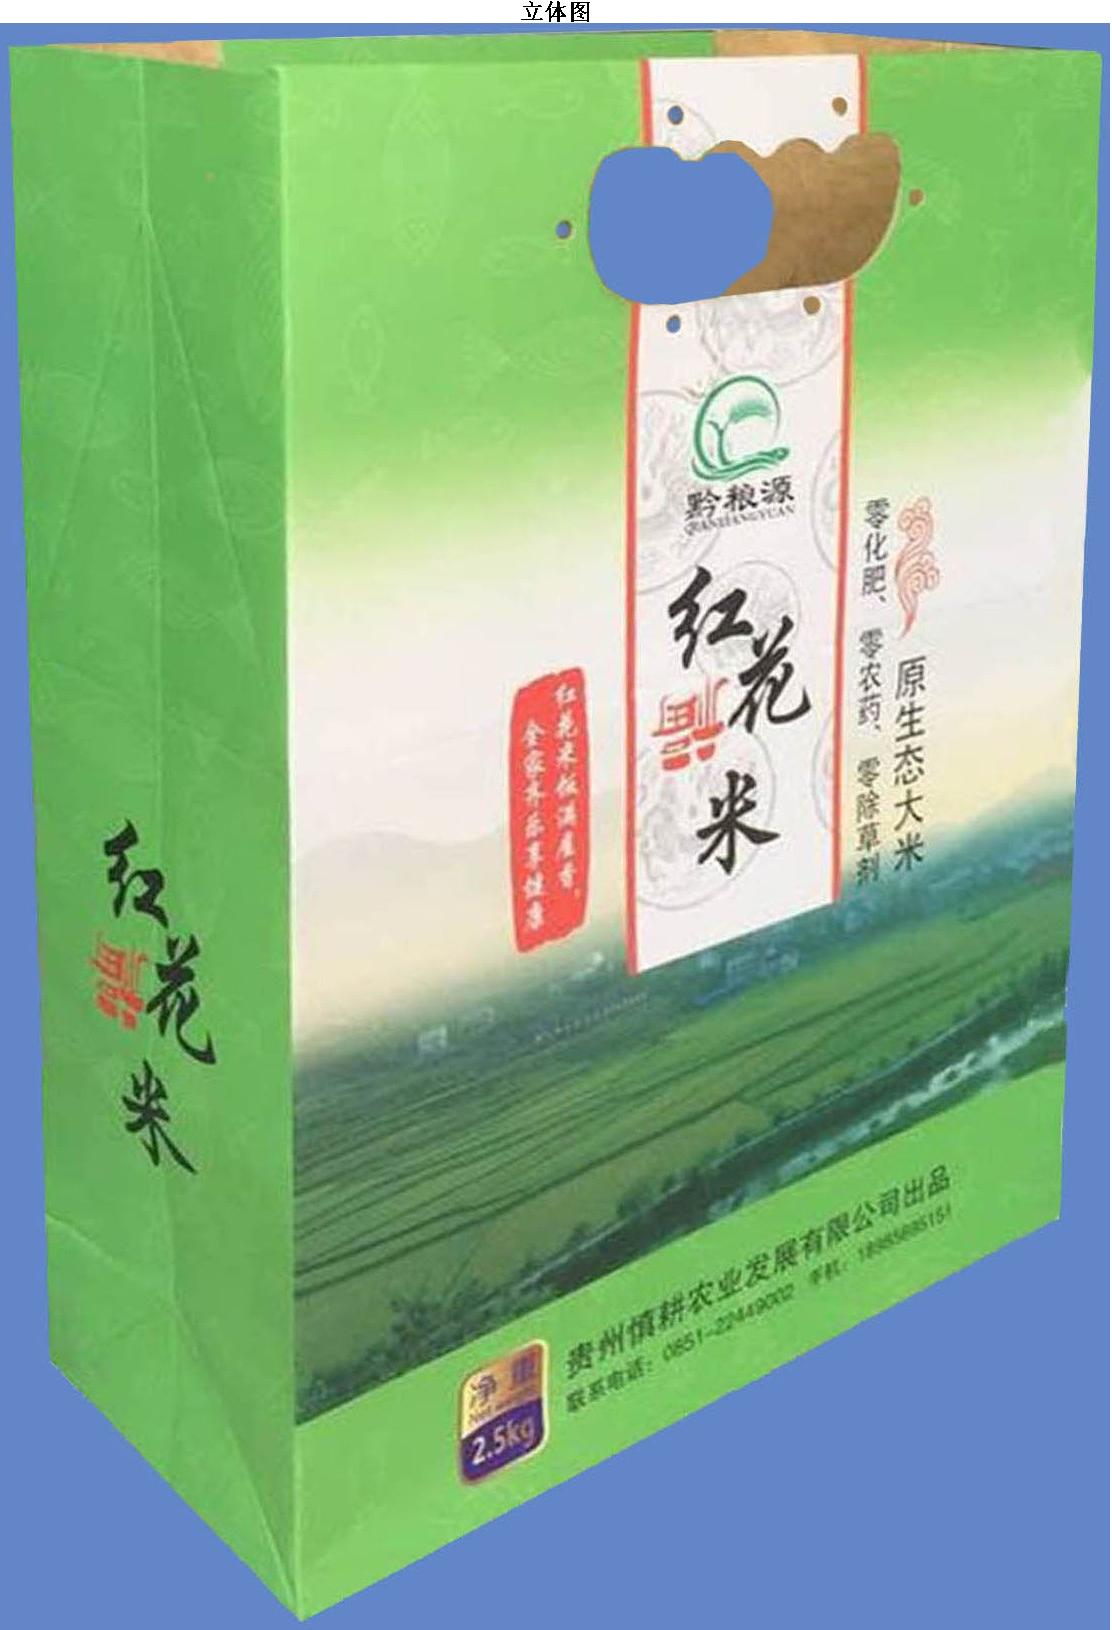 立体图
黔粮源
QIANLIANGYUAN
红花米
原生态大米
零化肥、零农药、零除草剂
红花米饭满屋香，
全家齐乐享健康
红花米
贵州慎耕农业发展有限公司出品
联系电话：0851-22449002 手机：18985695151
净重
2.5kg